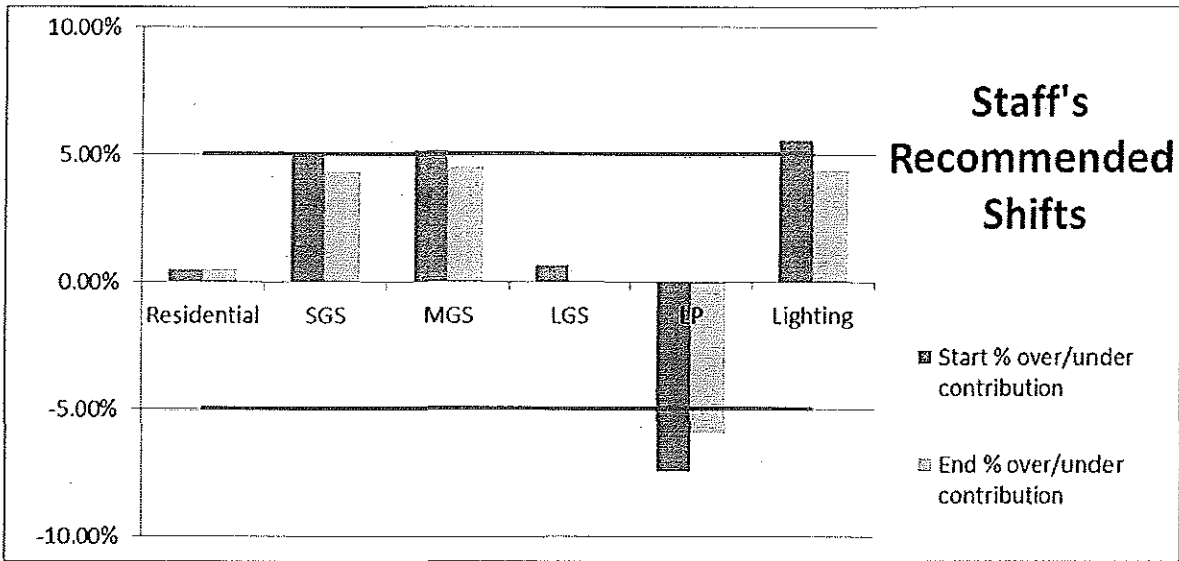 10.00%
5.00%
0.00%
-5.00%
-10.00%
Residential
SGS
MGS
LGS
LP
Lighting
Staff's
Recommended
Shifts
Start % over/under
contribution
End % over/under
contribution